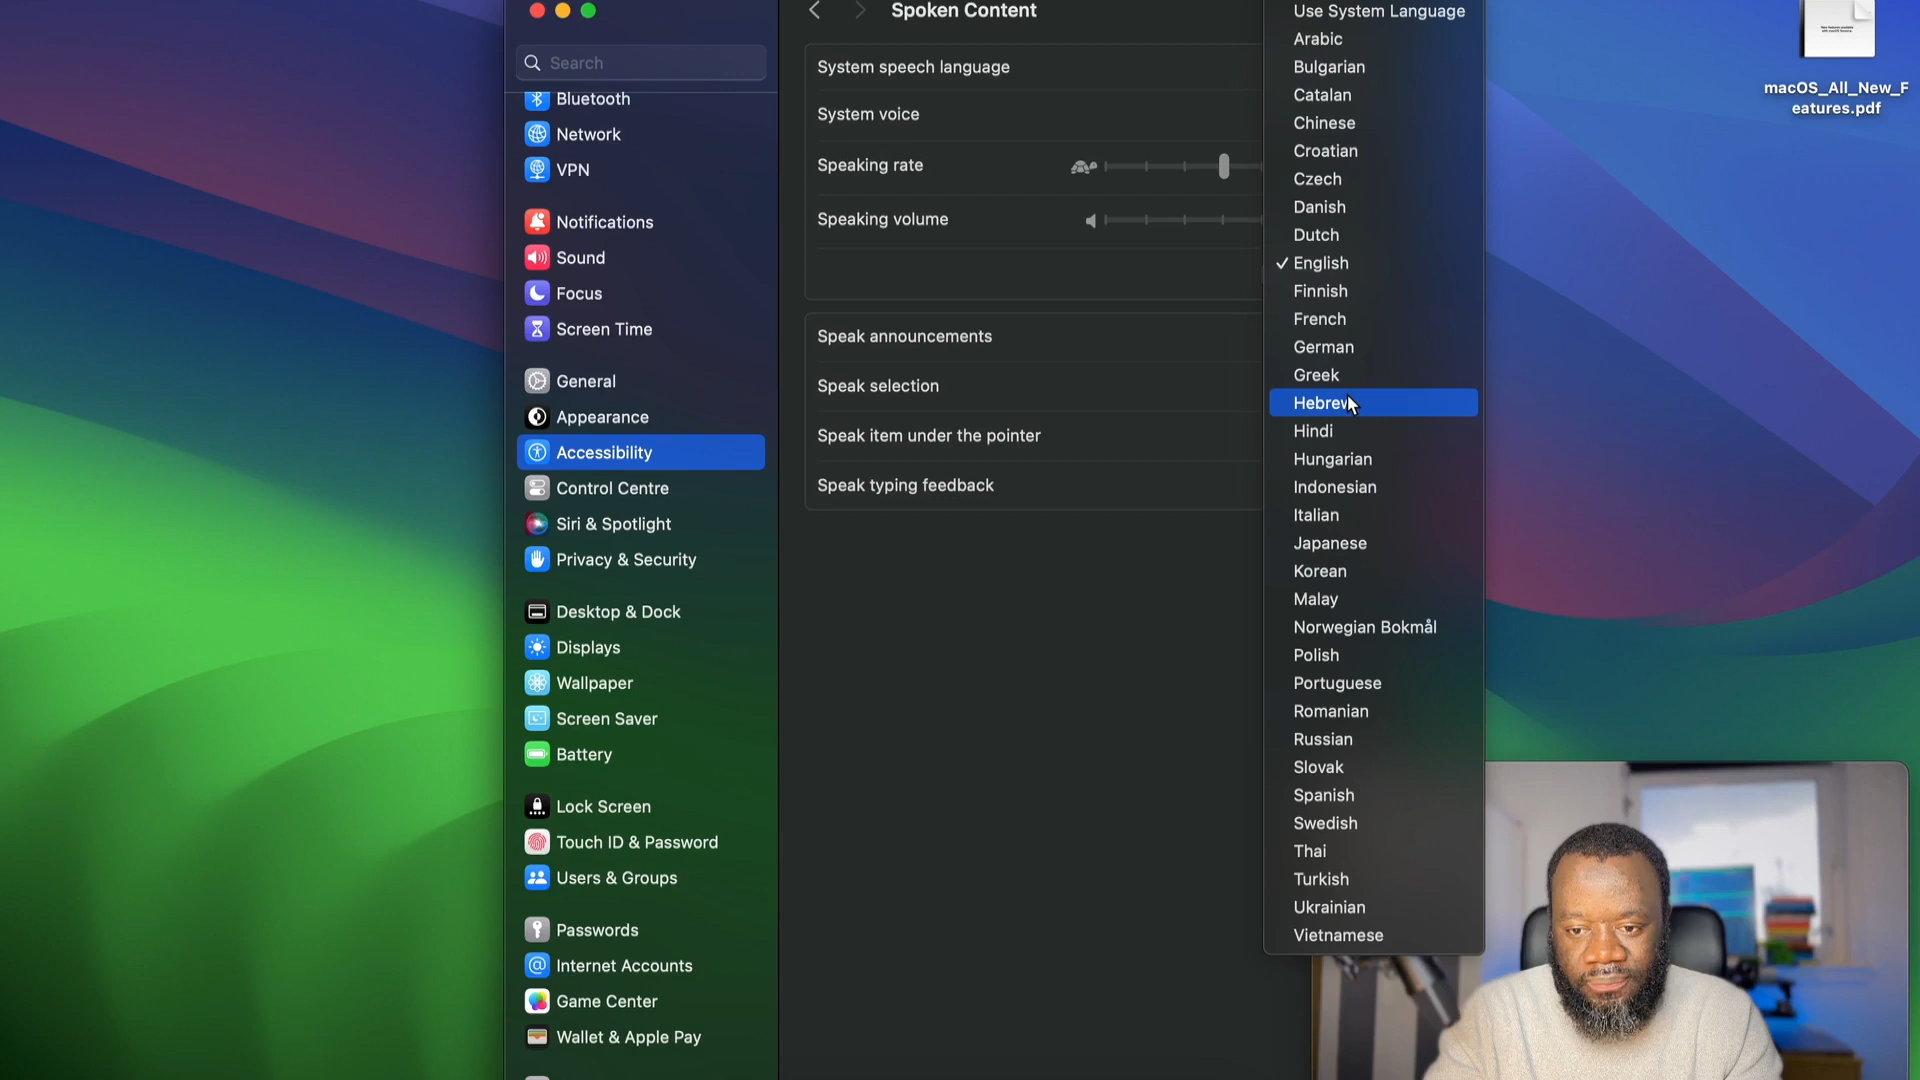 Search
Bluetooth
Network
VPN
Notifications
Sound
Focus
Screen Time
General
Appearance
Accessibility
Control Centre
Siri & Spotlight
Privacy & Security
Desktop & Dock
Displays
Wallpaper
Screen Saver
Battery
Lock Screen
Touch ID & Password
Users & Groups
Passwords
Internet Accounts
Game Center
Wallet & Apple Pay
Spoken Content
System speech language
System voice
Speaking rate
Speaking volume
Speak announcements
Speak selection
Speak item under the pointer
Speak typing feedback
Use System Language
Arabic
Bulgarian
Catalan
Chinese
Croatian
Czech
Danish
Dutch
✓ English
Finnish
French
German
Greek
Hebrew
Hindi
Hungarian
Indonesian
Italian
Japanese
Korean
Malay
Norwegian Bokmål
Polish
Portuguese
Romanian
Russian
Slovak
Spanish
Swedish
Thai
Turkish
Ukrainian
Vietnamese
macOS_All_New_F
eatures.pdf